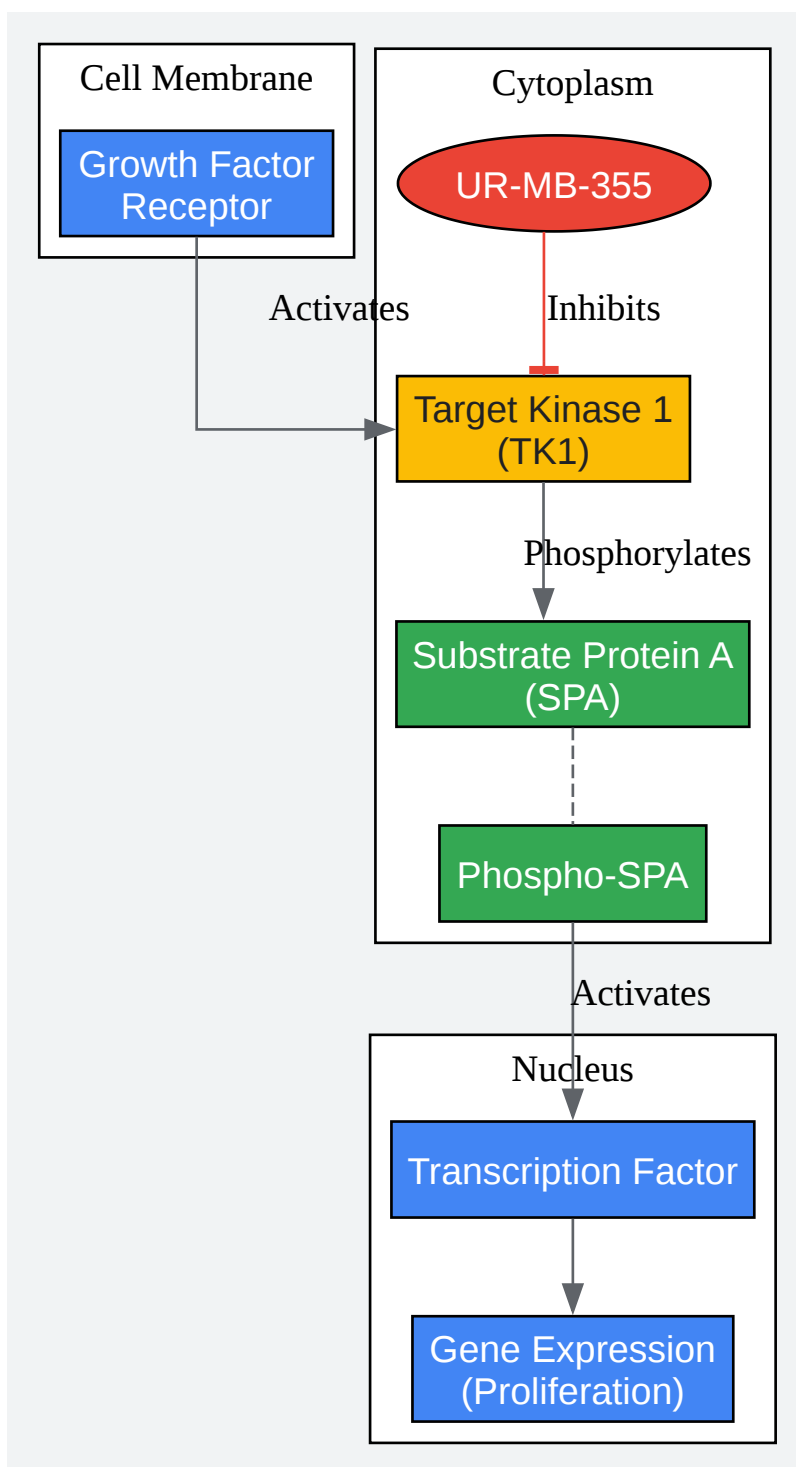 Cell Membrane
Growth Factor
Receptor
Cytoplasm
UR-MB-355
Activates
Inhibits
Target Kinase 1
(TK1)
Phosphorylates
Substrate Protein A
(SPA)
Phospho-SPA
Activates
Nucleus
Transcription Factor
Gene Expression
(Proliferation)